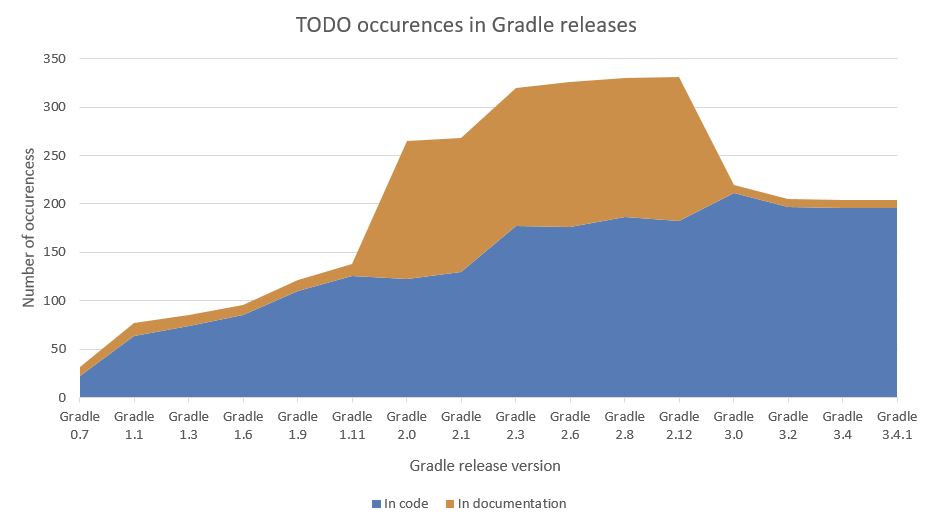 TODO occurences in Gradle releases
350
300
250
200
150
100
50
0
Number of occurencess
Gradle Gradle Gradle Gradle Gradle Gradle Gradle Gradle Gradle Gradle Gradle Gradle Gradle Gradle Gradle Gradle
0.7 1.1 1.3 1.6 1.9 1.11 2.0 2.1 2.3 2.6 2.8 2.12 3.0 3.2 3.4 3.4.1
Gradle release version
In code In documentation